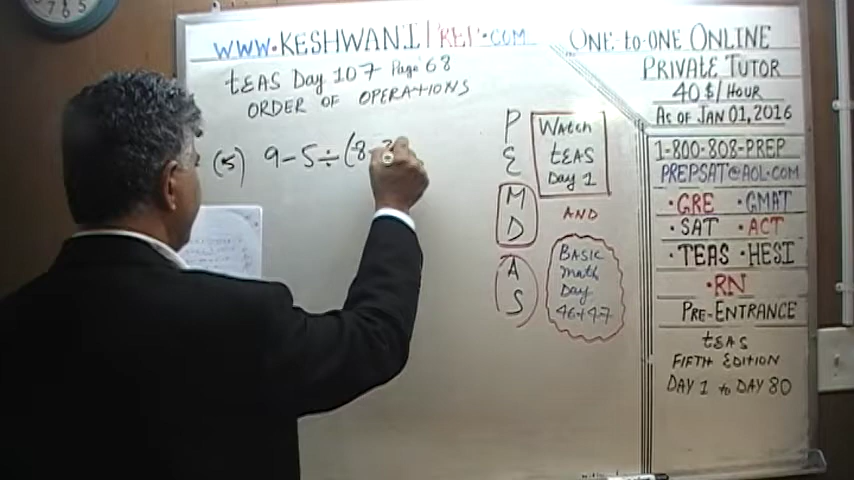 WWW.KESHWANIPREP.COM
TEAS Day 107 Page 68
ORDER OF OPERATIONS
(5) 9-5÷(8-3
P
E
M
D
A
S
Watch
TEAS
Day 1
AND
BASIC
Math
Day
46+47
ONE-to-ONE ONLINE
PRIVATE TUTOR
40$/HOUR
AS OF JAN 01, 2016
1-800-808-PREP
PREPSAT@AOL.COM
•GRE •GMAT
•SAT •ACT
•TEAS •HESI
•RN
PRE-ENTRANCE
TEAS
FIFTH EDITION
DAY 1 to DAY 80